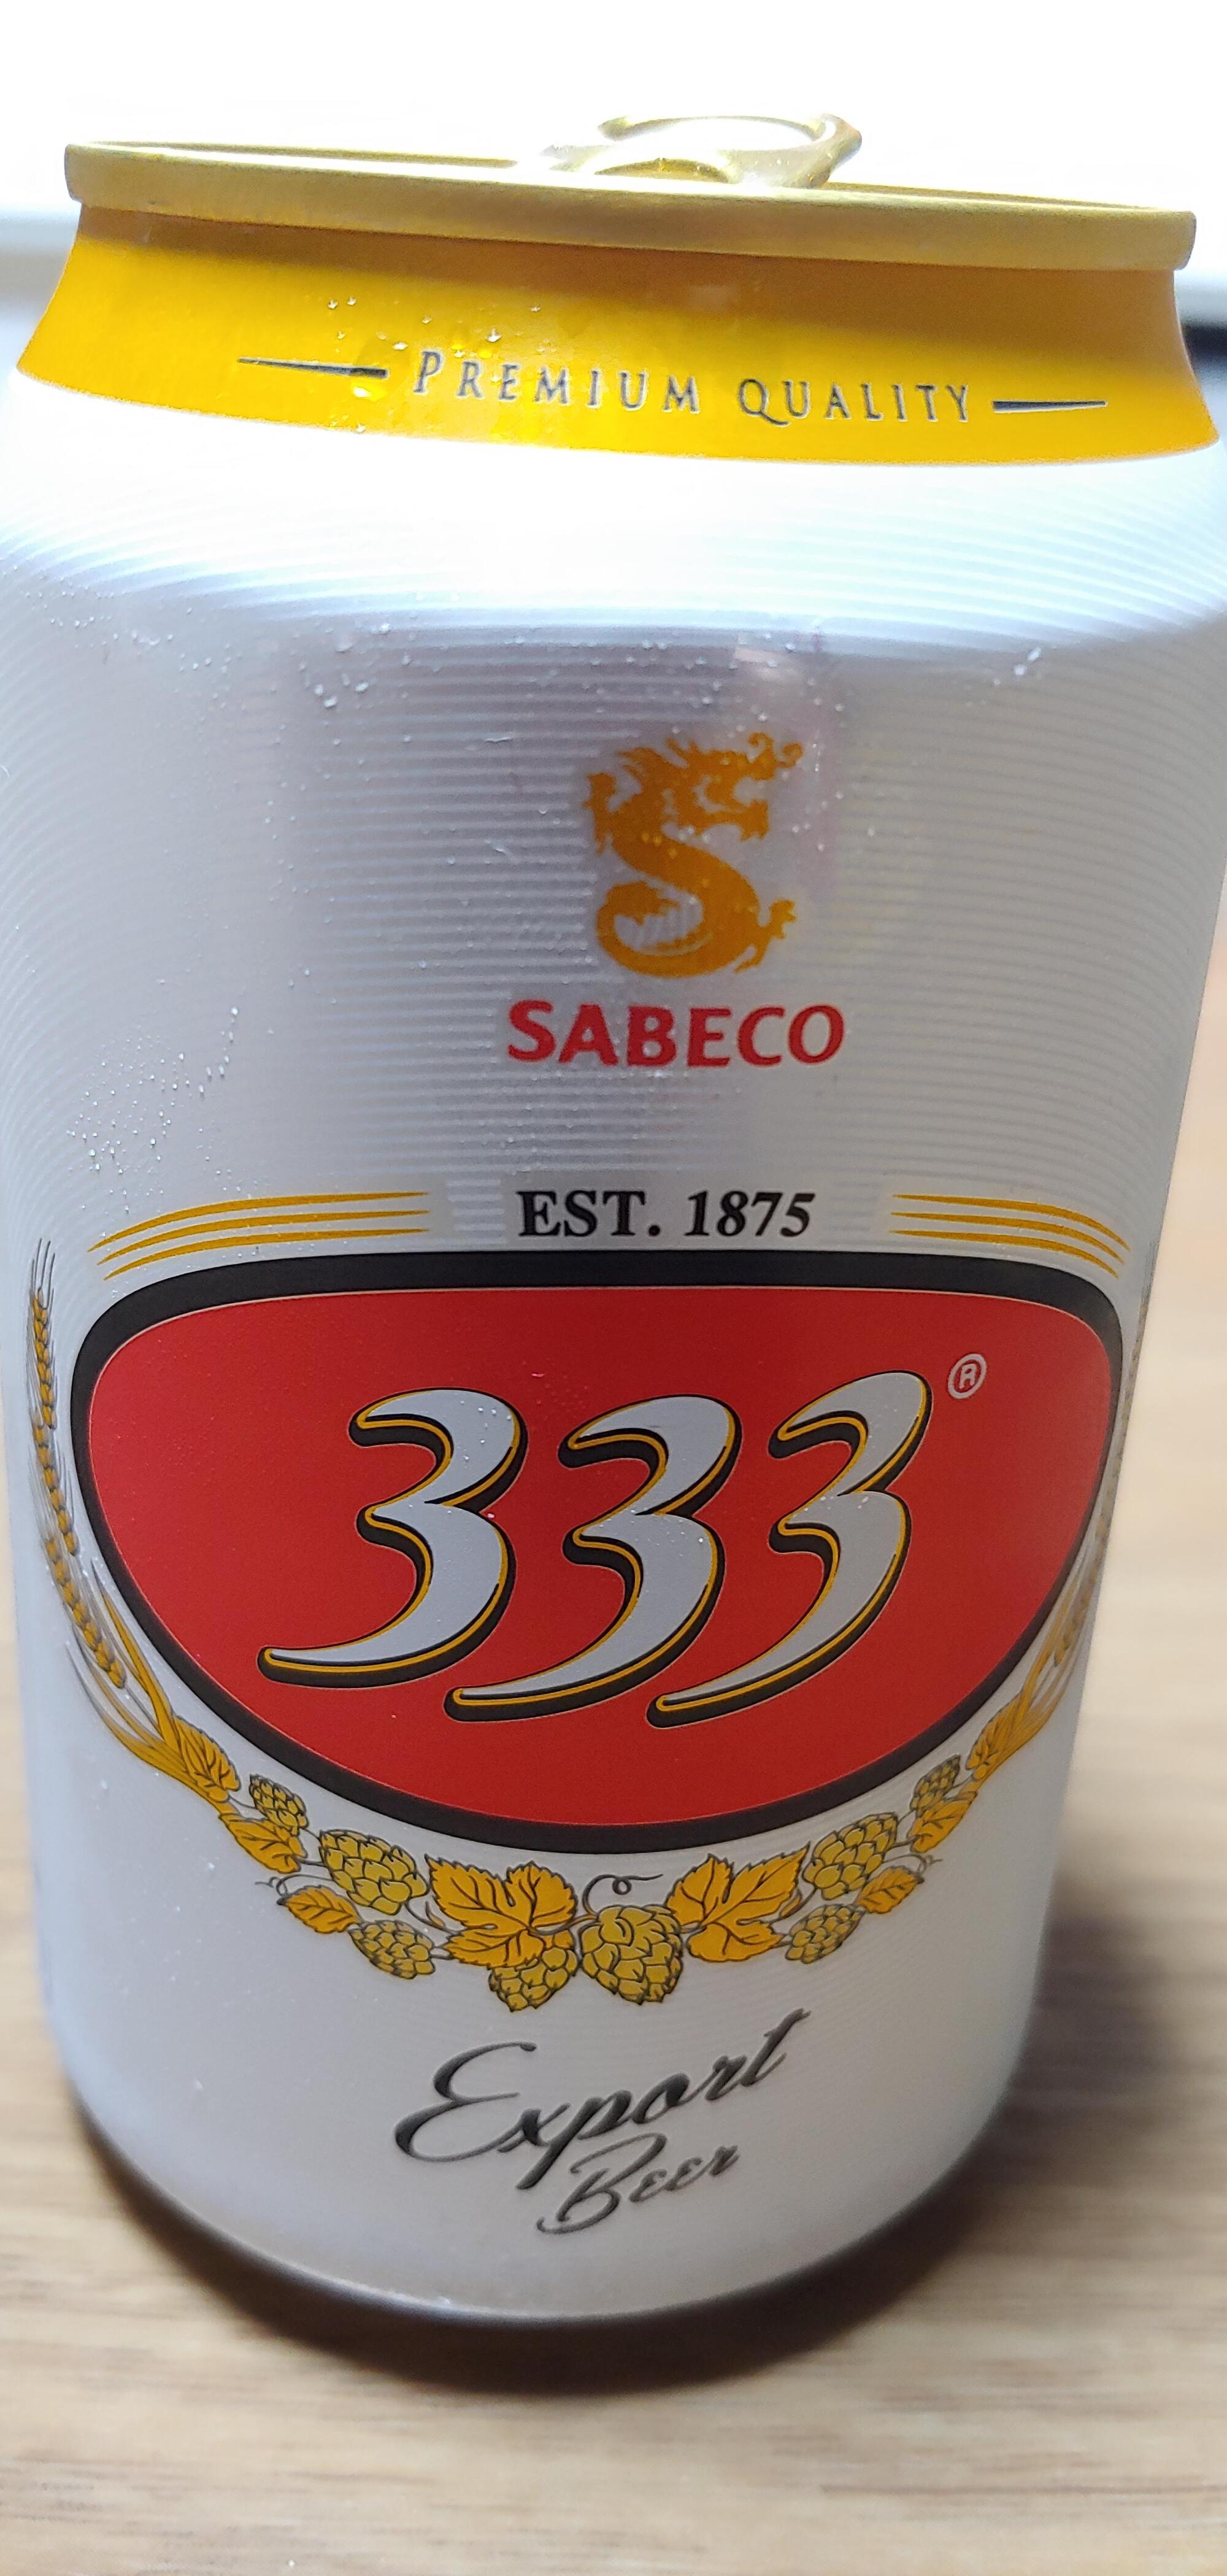 PREMIUM QUALITY
SABECO
EST. 1875
333®
Export
Beer